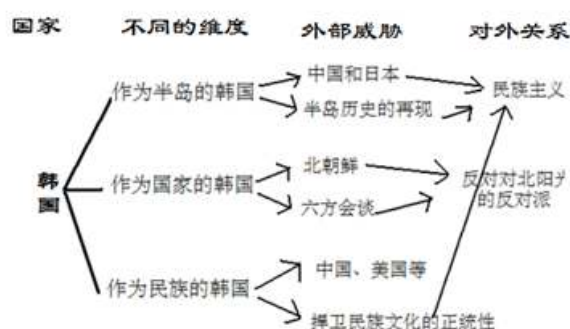 国家 不同的维度 外部威胁 对外关系
中国和日本
作为半岛的韩国 民族主义
半岛历史的再现
韩国
作为国家的韩国 北朝鲜 反对对北阳光的反对派
六方会谈
中国、美国等
作为民族的韩国
捍卫民族文化的正统性